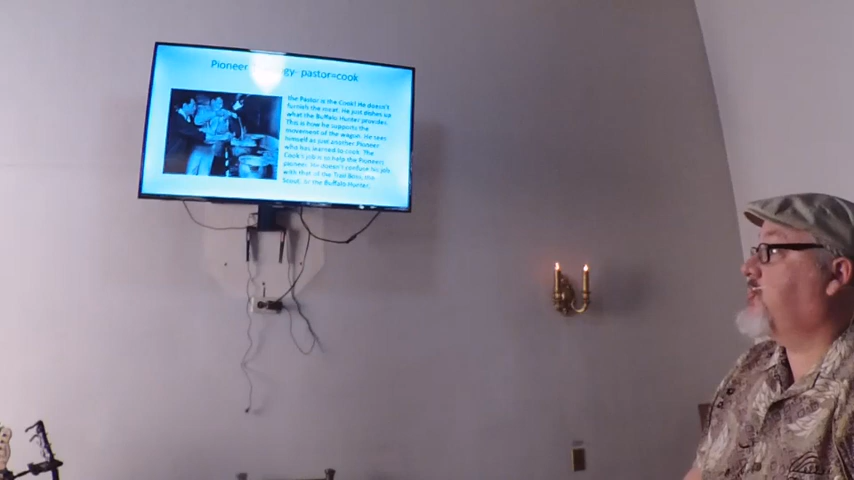 Pioneer gy- pastor=cook
the Pastor is the Cook! He doesn't
furnish the meat. He just dishes up
what the Buffalo Hunter provides.
This is how he supports the
movement of the wagon. He sees
himself as just another Pioneer
who has learned to cook. The
Cook's job is to help the Pioneers
pioneer. He doesn't confuse his job
with that of the Trail Boss, the
Scout, or the Buffalo Hunter.